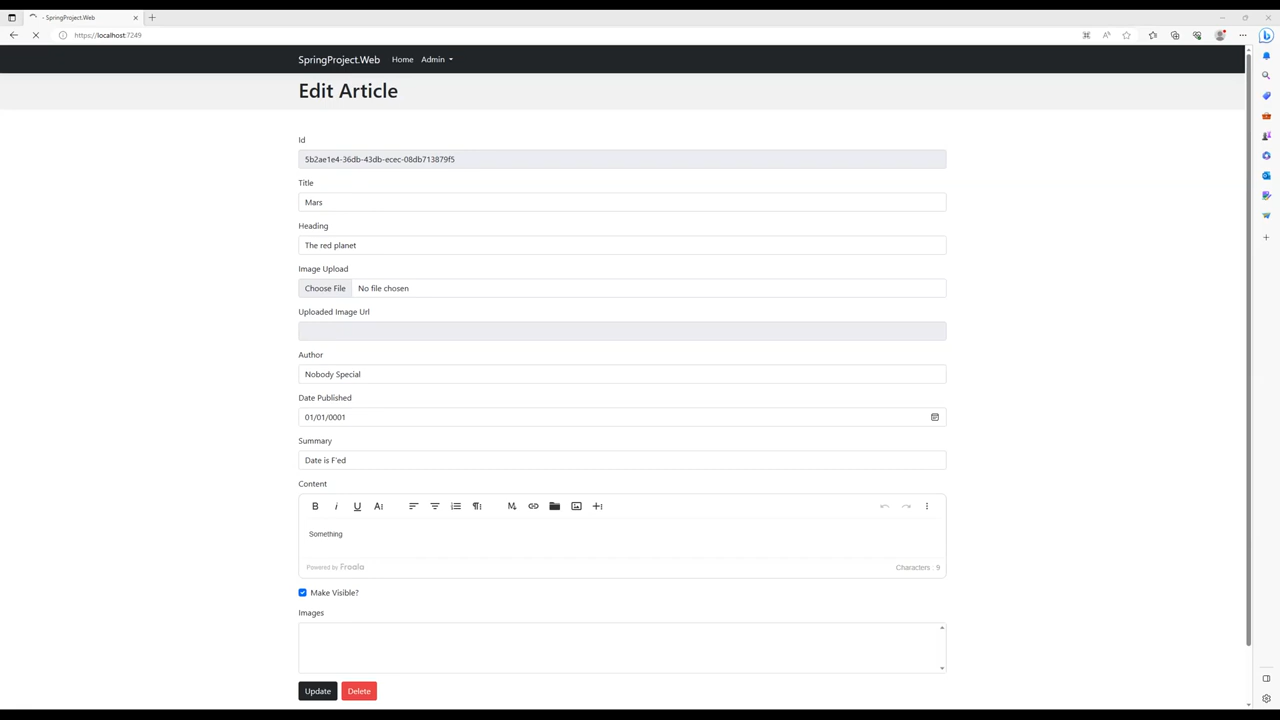 - SpringProject.Web
https://localhost:7249
SpringProject.Web Home Admin
Edit Article
Id
5b2ae1e4-36db-43db-ecec-08db713879f5
Title
Mars
Heading
The red planet
Image Upload
Choose File No file chosen
Uploaded Image Url
Author
Nobody Special
Date Published
01/01/0001
Summary
Date is F'ed
Content
Something
Powered by Froala
Characters : 9
Make Visible?
Images
Update Delete